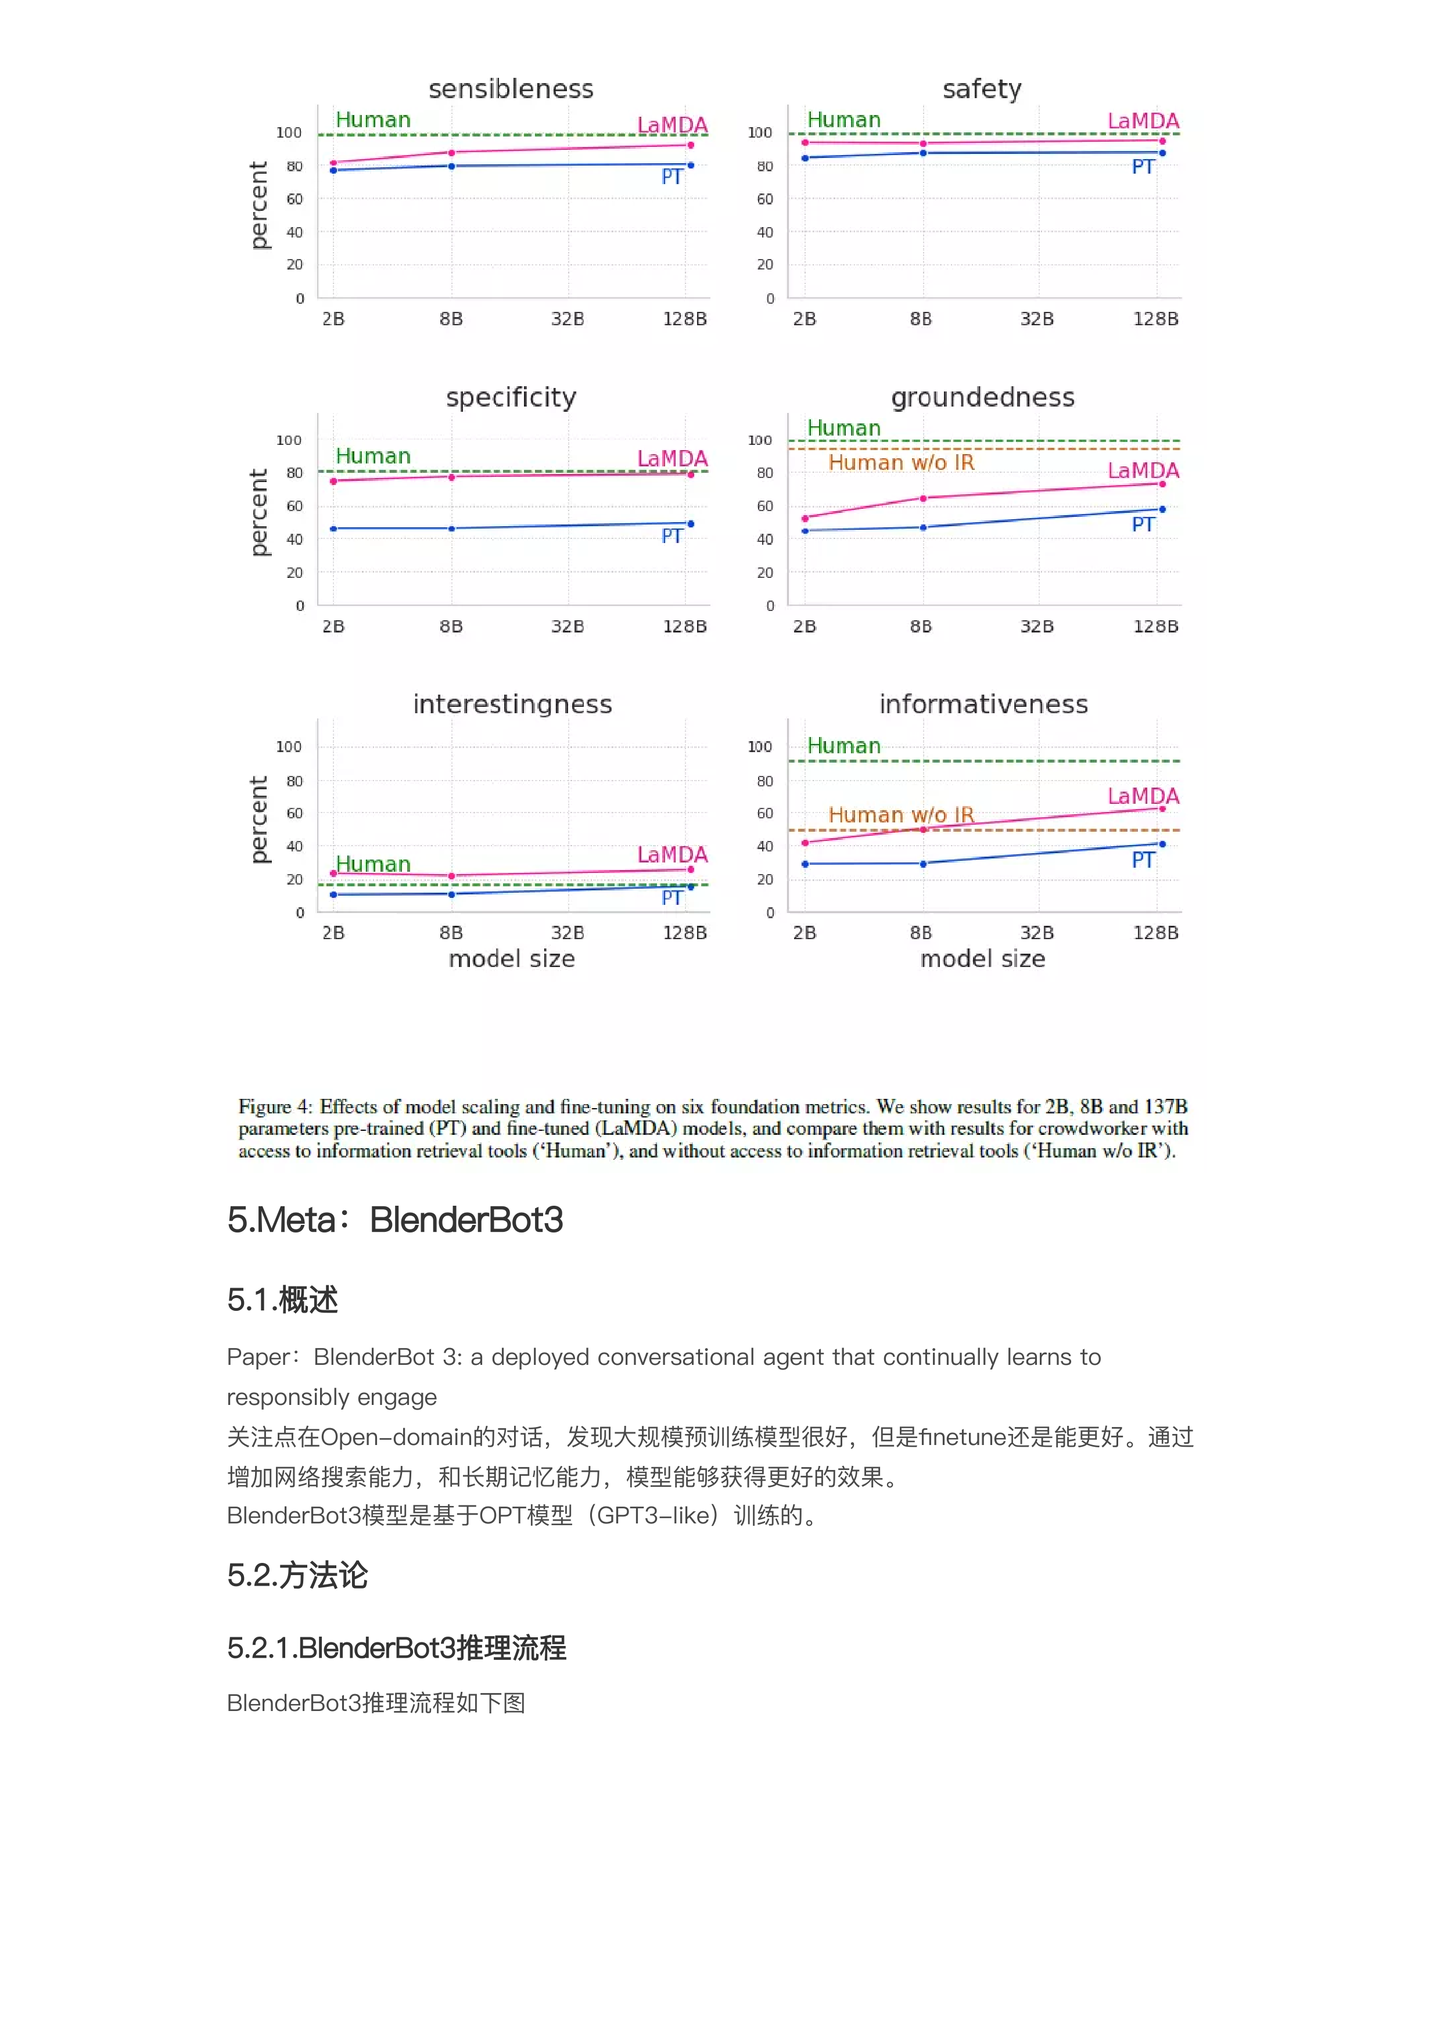 sensibleness
Human
LaMDA
PT
percent
100
80
60
40
20
0
2B 8B 32B 128B
safety
Human
LaMDA
PT
100
80
60
40
20
0
2B 8B 32B 128B
specificity
Human
LaMDA
PT
percent
100
80
60
40
20
0
2B 8B 32B 128B
groundedness
Human
Human w/o IR
LaMDA
PT
100
80
60
40
20
0
2B 8B 32B 128B
interestingness
Human
LaMDA
PT
percent
100
80
60
40
20
0
2B 8B 32B 128B
model size
informativeness
Human
LaMDA
Human w/o IR
PT
100
80
60
40
20
0
2B 8B 32B 128B
model size
Figure 4: Effects of model scaling and fine-tuning on six foundation metrics. We show results for 2B, 8B and 137B
parameters pre-trained (PT) and fine-tuned (LaMDA) models, and compare them with results for crowdworker with
access to information retrieval tools (‘Human’), and without access to information retrieval tools (‘Human w/o IR’).
5.Meta：BlenderBot3
5.1.概述
Paper：BlenderBot 3: a deployed conversational agent that continually learns to
responsibly engage
关注点在Open-domain的对话，发现大规模预训练模型很好，但是finetune还是能更好。通过
增加网络搜索能力，和长期记忆能力，模型能够获得更好的效果。
BlenderBot3模型是基于OPT模型（GPT3-like）训练的。
5.2.方法论
5.2.1.BlenderBot3推理流程
BlenderBot3推理流程如下图